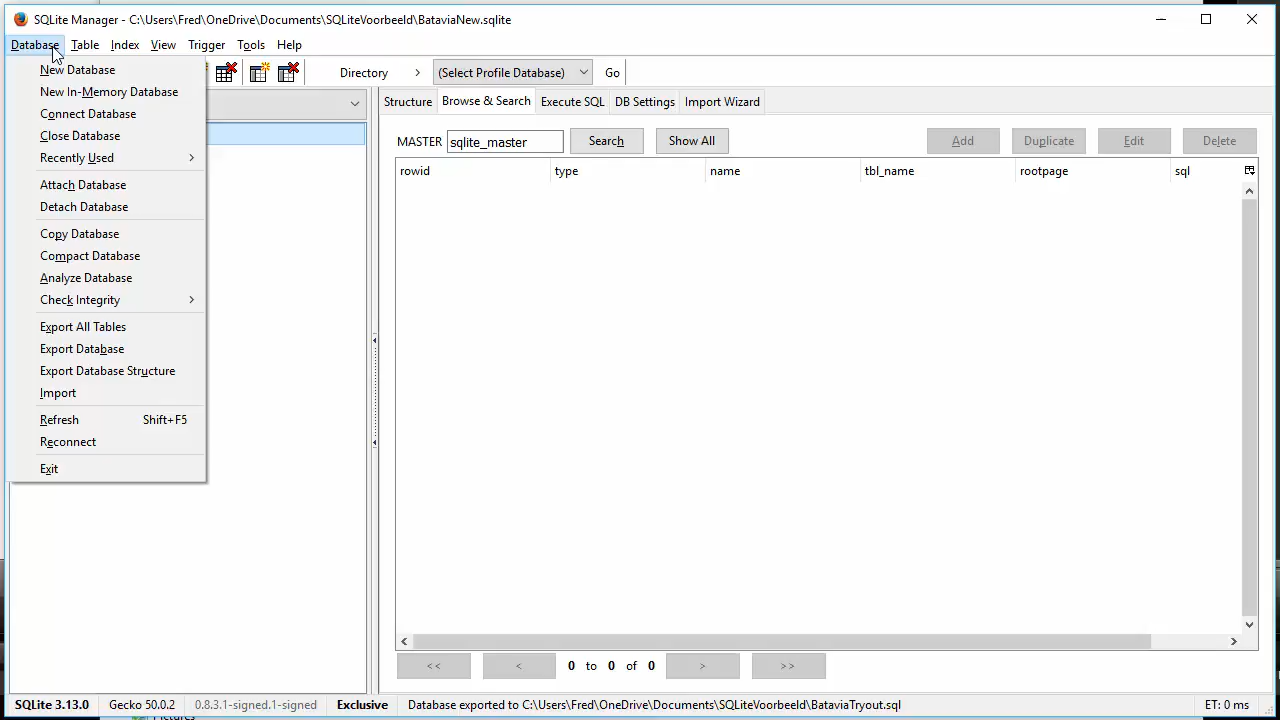 SQLite Manager - C:\Users\Fred\OneDrive\Documents\SQLiteVoorbeeld\BataviaNew.sqlite
Database Table Index View Trigger Tools Help
Directory > (Select Profile Database) Go
New Database
New In-Memory Database
Connect Database
Close Database
Recently Used >
Attach Database
Detach Database
Copy Database
Compact Database
Analyze Database
Check Integrity >
Export All Tables
Export Database
Export Database Structure
Import
Refresh Shift+F5
Reconnect
Exit
Structure Browse & Search Execute SQL DB Settings Import Wizard
MASTER sqlite_master Search Show All Add Duplicate Edit Delete
rowid type name tbl_name rootpage sql
<< < 0 to 0 of 0 > >>
SQLite 3.13.0 Gecko 50.0.2 0.8.3.1-signed.1-signed Exclusive Database exported to C:\Users\Fred\OneDrive\Documents\SQLiteVoorbeeld\BataviaTryout.sql ET: 0 ms